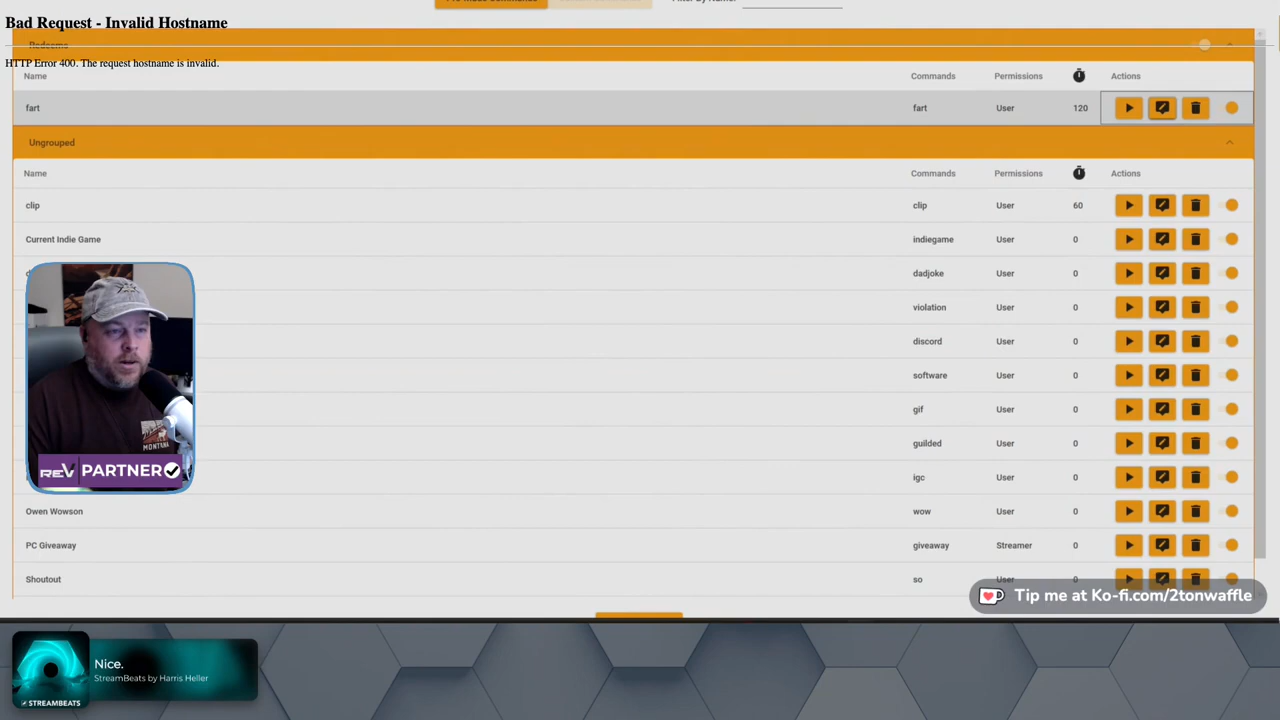 Bad Request - Invalid Hostname
Redeems
HTTP Error 400. The request hostname is invalid.
Name Commands Permissions Actions
fart fart User 120
Ungrouped
Name Commands Permissions Actions
clip clip User 60
Current Indie Game indiegame User 0
dadjoke User 0
violation User 0
discord User 0
software User 0
gif User 0
guilded User 0
igc User 0
Owen Wowson wow User 0
PC Giveaway giveaway Streamer 0
Shoutout so User 0
MONTANA
REV PARTNER
Tip me at Ko-fi.com/2tonwaffle
Nice.
StreamBeats by Harris Heller
STREAMBEATS